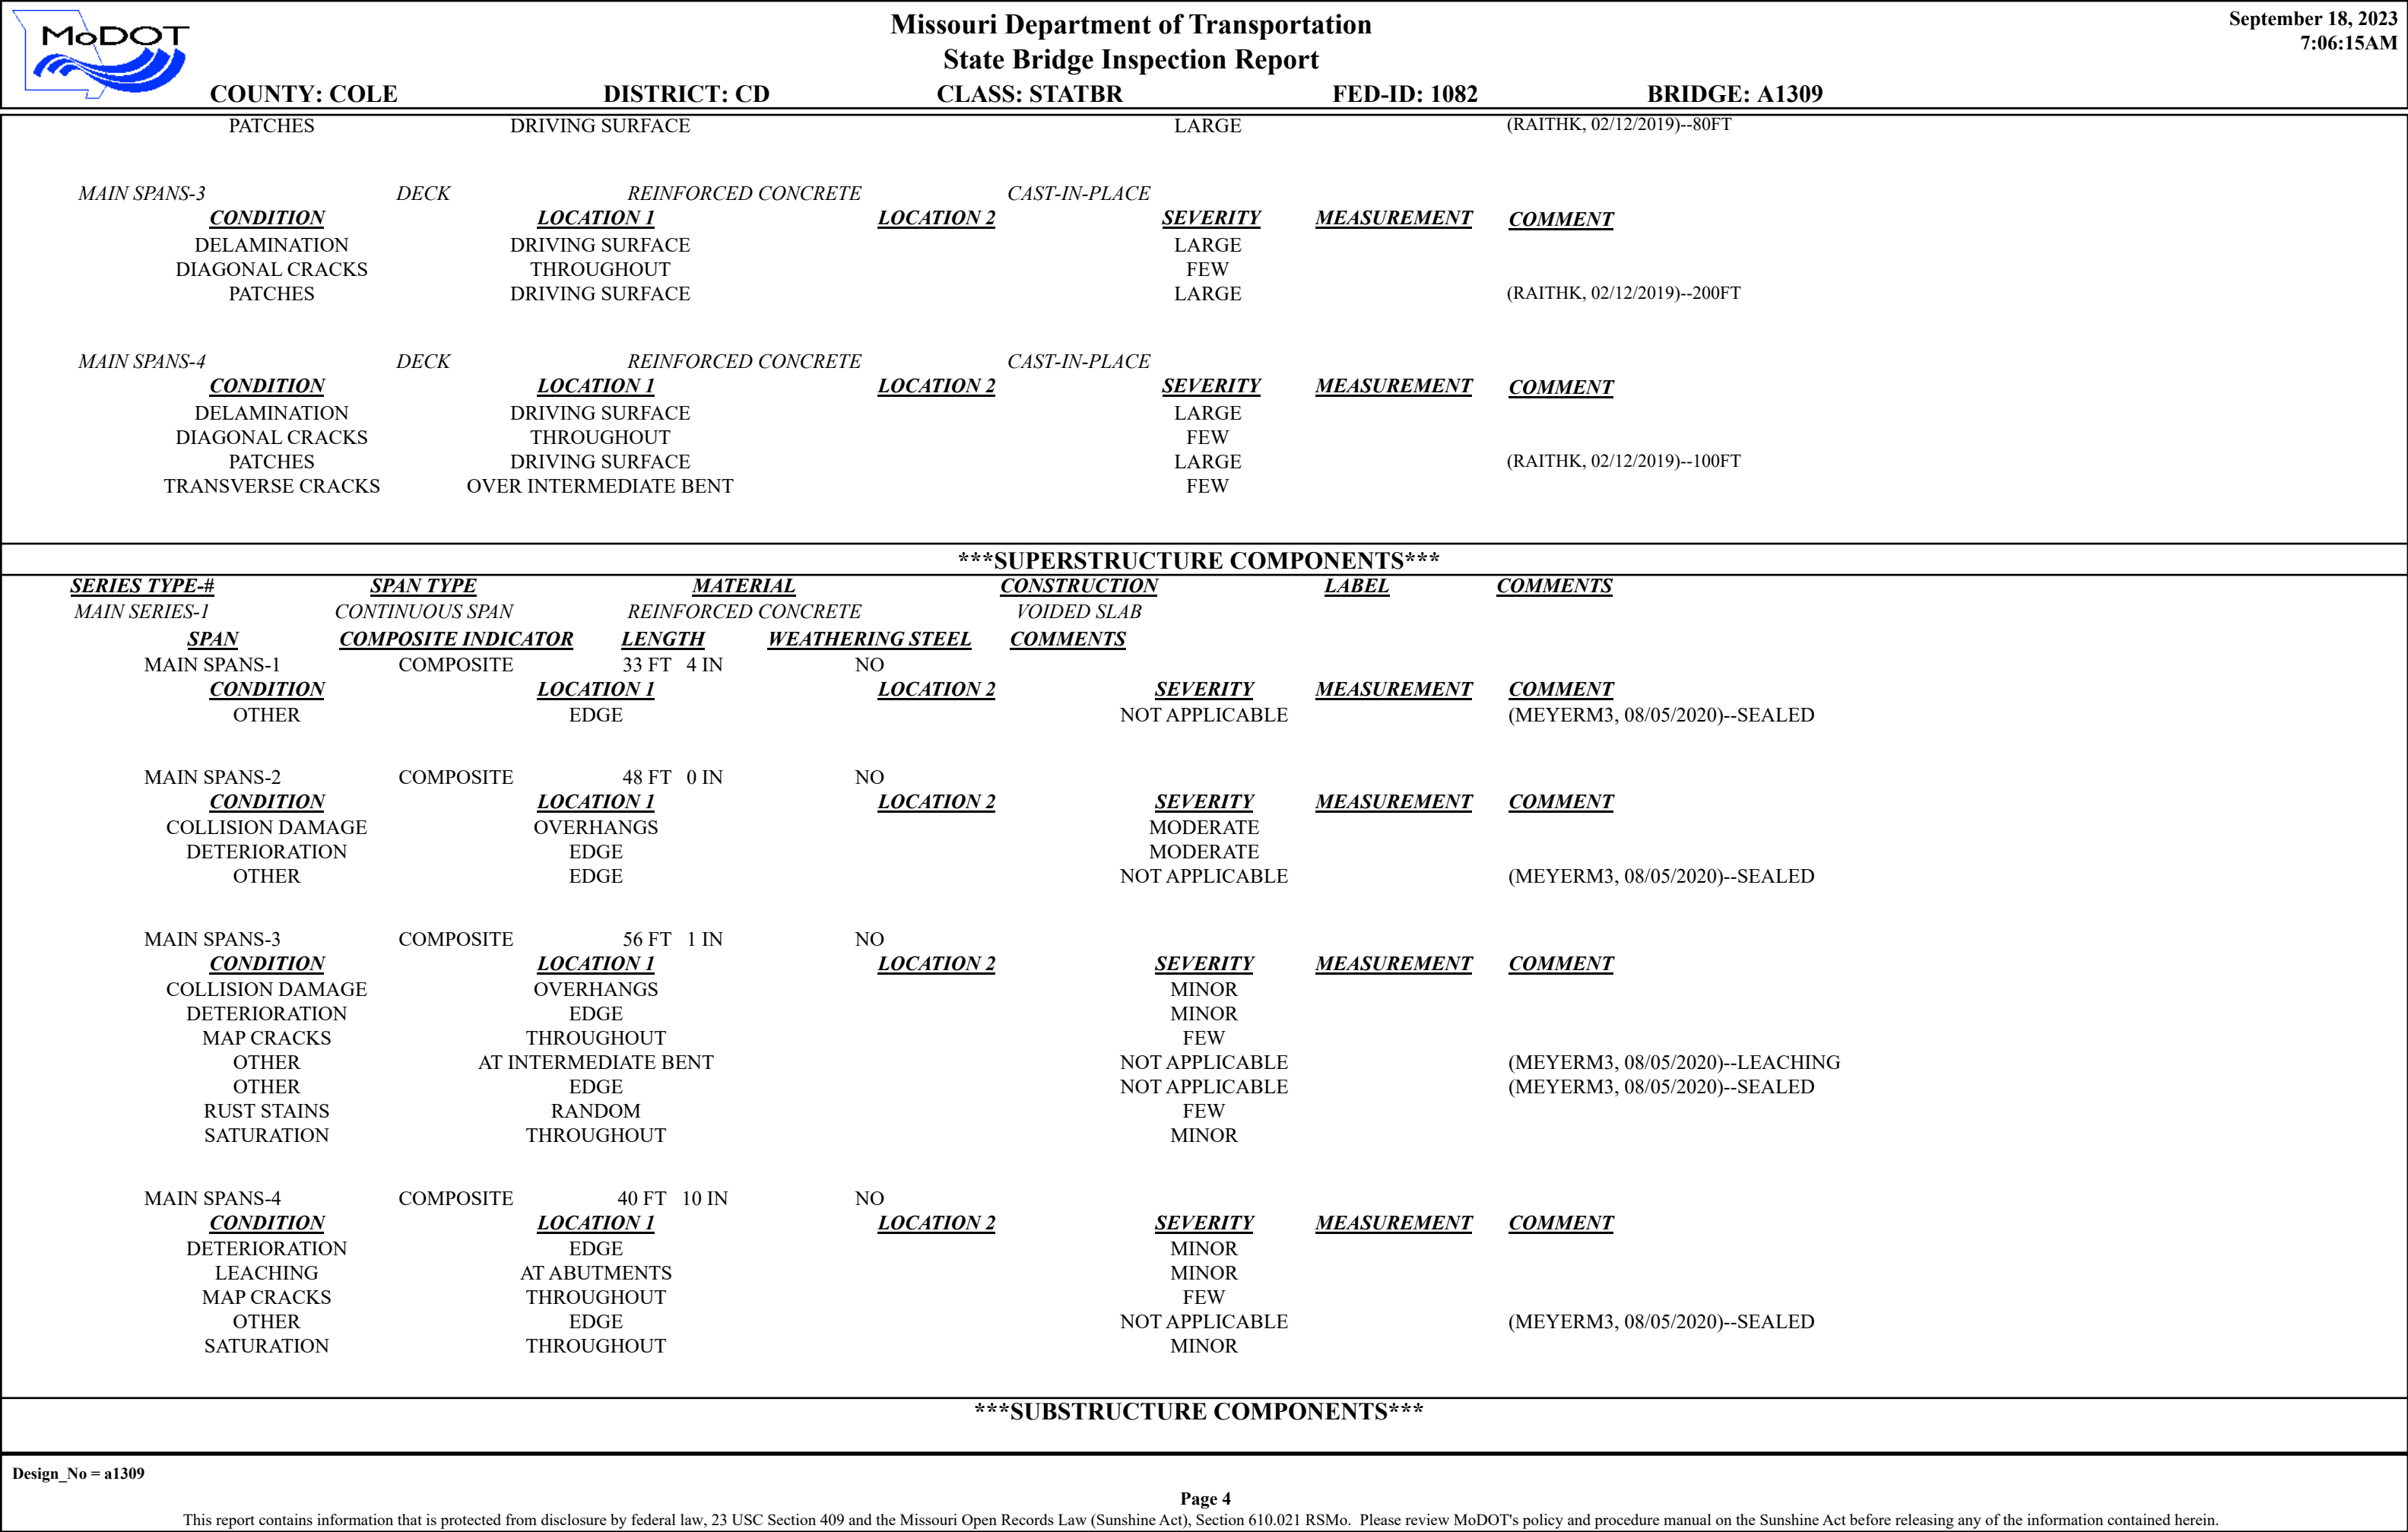 MoDOT
Missouri Department of Transportation
State Bridge Inspection Report
September 18, 2023
7:06:15AM
COUNTY: COLE DISTRICT: CD CLASS: STATBR FED-ID: 1082 BRIDGE: A1309
PATCHES DRIVING SURFACE LARGE (RAITHK, 02/12/2019)--80FT
MAIN SPANS-3 DECK REINFORCED CONCRETE CAST-IN-PLACE
CONDITION LOCATION 1 LOCATION 2 SEVERITY MEASUREMENT COMMENT
DELAMINATION DRIVING SURFACE LARGE
DIAGONAL CRACKS THROUGHOUT FEW
PATCHES DRIVING SURFACE LARGE (RAITHK, 02/12/2019)--200FT
MAIN SPANS-4 DECK REINFORCED CONCRETE CAST-IN-PLACE
CONDITION LOCATION 1 LOCATION 2 SEVERITY MEASUREMENT COMMENT
DELAMINATION DRIVING SURFACE LARGE
DIAGONAL CRACKS THROUGHOUT FEW
PATCHES DRIVING SURFACE LARGE (RAITHK, 02/12/2019)--100FT
TRANSVERSE CRACKS OVER INTERMEDIATE BENT FEW
***SUPERSTRUCTURE COMPONENTS***
SERIES TYPE-# SPAN TYPE MATERIAL CONSTRUCTION LABEL COMMENTS
MAIN SERIES-1 CONTINUOUS SPAN REINFORCED CONCRETE VOIDED SLAB
SPAN COMPOSITE INDICATOR LENGTH WEATHERING STEEL COMMENTS
MAIN SPANS-1 COMPOSITE 33 FT 4 IN NO
CONDITION LOCATION 1 LOCATION 2 SEVERITY MEASUREMENT COMMENT
OTHER EDGE NOT APPLICABLE (MEYERM3, 08/05/2020)--SEALED
MAIN SPANS-2 COMPOSITE 48 FT 0 IN NO
CONDITION LOCATION 1 LOCATION 2 SEVERITY MEASUREMENT COMMENT
COLLISION DAMAGE OVERHANGS MODERATE
DETERIORATION EDGE MODERATE
OTHER EDGE NOT APPLICABLE (MEYERM3, 08/05/2020)--SEALED
MAIN SPANS-3 COMPOSITE 56 FT 1 IN NO
CONDITION LOCATION 1 LOCATION 2 SEVERITY MEASUREMENT COMMENT
COLLISION DAMAGE OVERHANGS MINOR
DETERIORATION EDGE MINOR
MAP CRACKS THROUGHOUT FEW
OTHER AT INTERMEDIATE BENT NOT APPLICABLE (MEYERM3, 08/05/2020)--LEACHING
OTHER EDGE NOT APPLICABLE (MEYERM3, 08/05/2020)--SEALED
RUST STAINS RANDOM FEW
SATURATION THROUGHOUT MINOR
MAIN SPANS-4 COMPOSITE 40 FT 10 IN NO
CONDITION LOCATION 1 LOCATION 2 SEVERITY MEASUREMENT COMMENT
DETERIORATION EDGE MINOR
LEACHING AT ABUTMENTS MINOR
MAP CRACKS THROUGHOUT FEW
OTHER EDGE NOT APPLICABLE (MEYERM3, 08/05/2020)--SEALED
SATURATION THROUGHOUT MINOR
***SUBSTRUCTURE COMPONENTS***
Design_No = a1309
Page 4
This report contains information that is protected from disclosure by federal law, 23 USC Section 409 and the Missouri Open Records Law (Sunshine Act), Section 610.021 RSMo. Please review MoDOT's policy and procedure manual on the Sunshine Act before releasing any of the information contained herein.